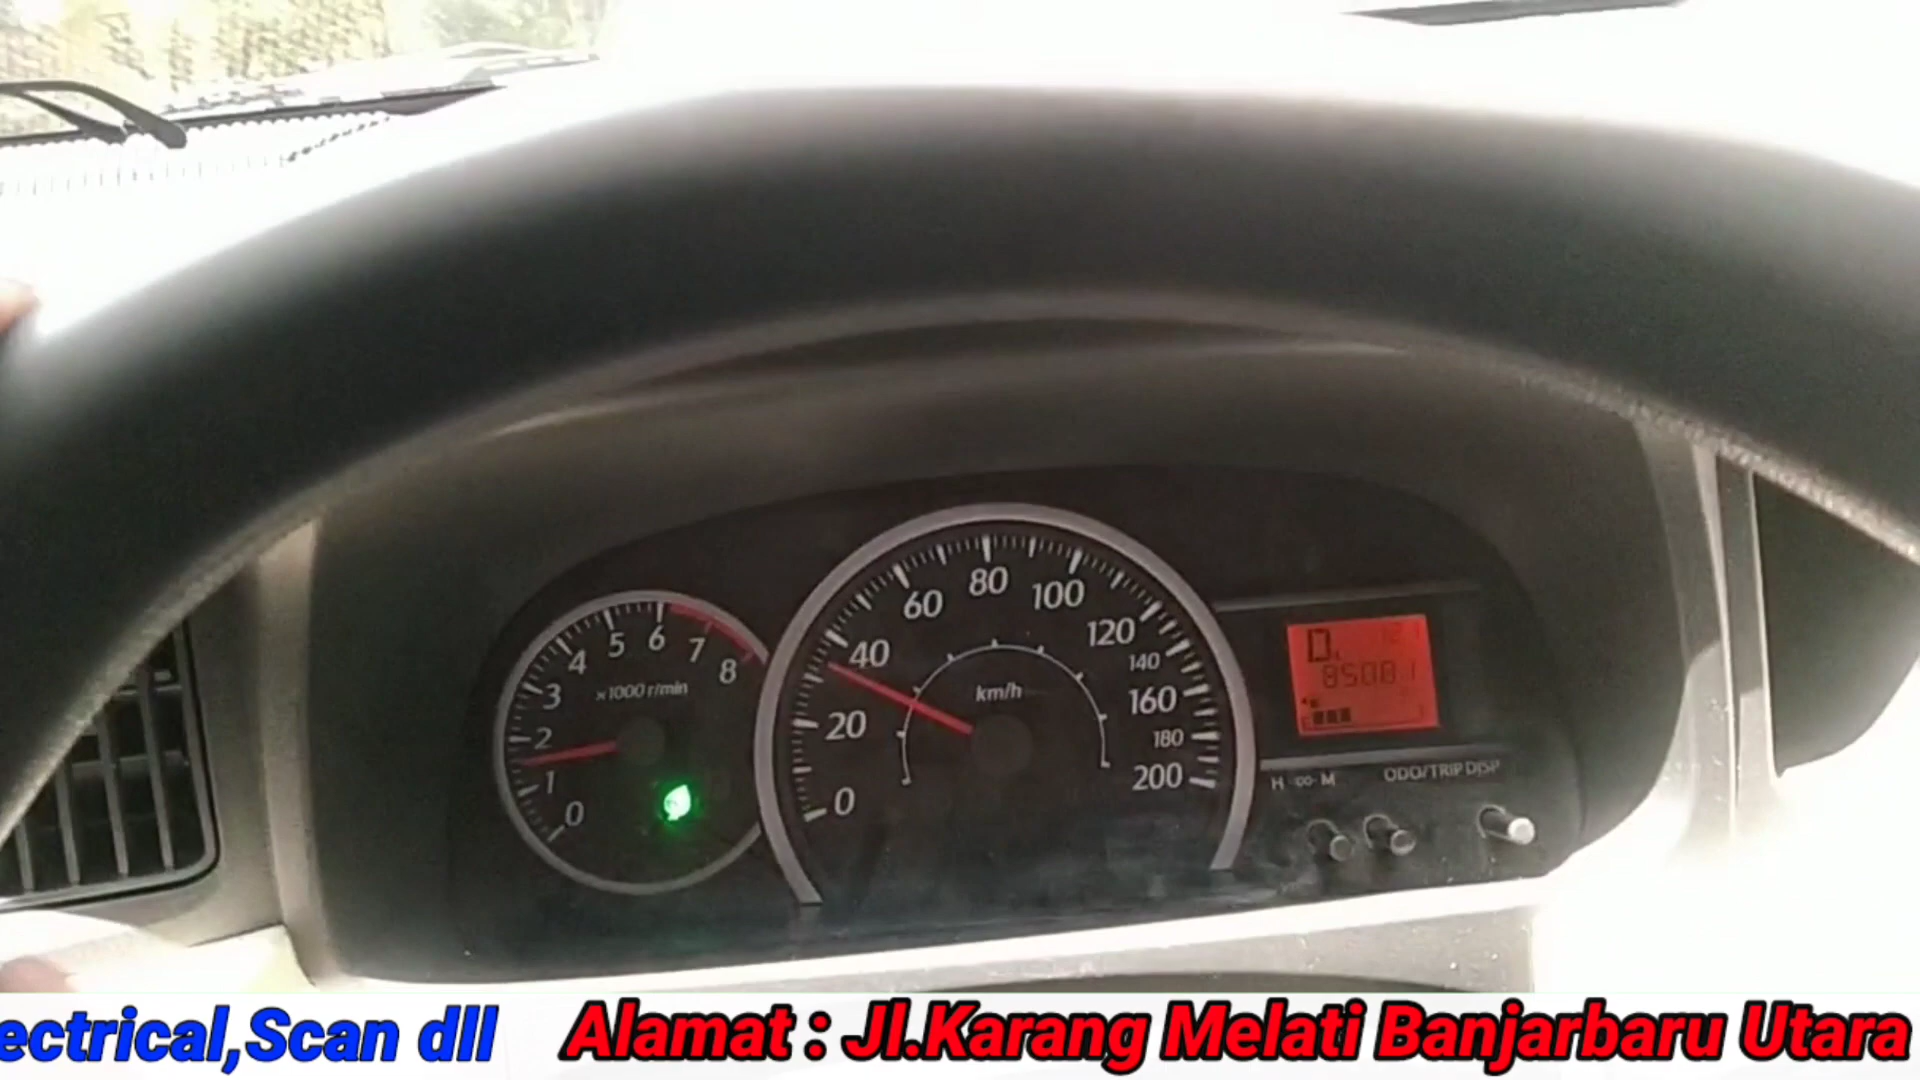 0 1 2 3 4 5 6 7 8
x1000 r/min
0 20 40 60 80 100 120 140 160 180 200
km/h
D
85081
H M
ODO/TRIP DISP
ectrical,Scan dll Alamat : Jl.Karang Melati Banjarbaru Utara